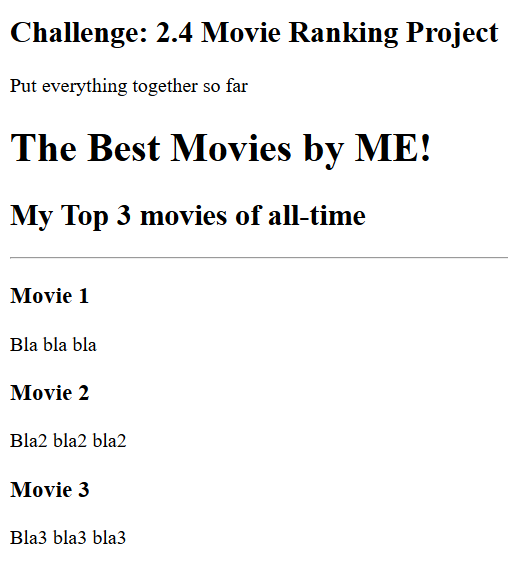 Challenge: 2.4 Movie Ranking Project
Put everything together so far
The Best Movies by ME!
My Top 3 movies of all-time
Movie 1
Bla bla bla
Movie 2
Bla2 bla2 bla2
Movie 3
Bla3 bla3 bla3